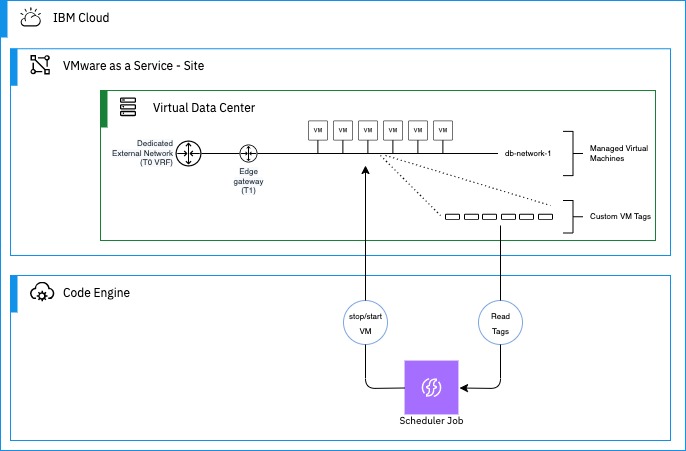 IBM Cloud
VMware as a Service - Site
Virtual Data Center
VM VM VM VM VM VM
Dedicated
External Network
(T0 VRF)
Edge
gateway
(T1)
db-network-1
Managed Virtual
Machines
Custom VM Tags
Code Engine
stop/start
VM
Read
Tags
Scheduler Job